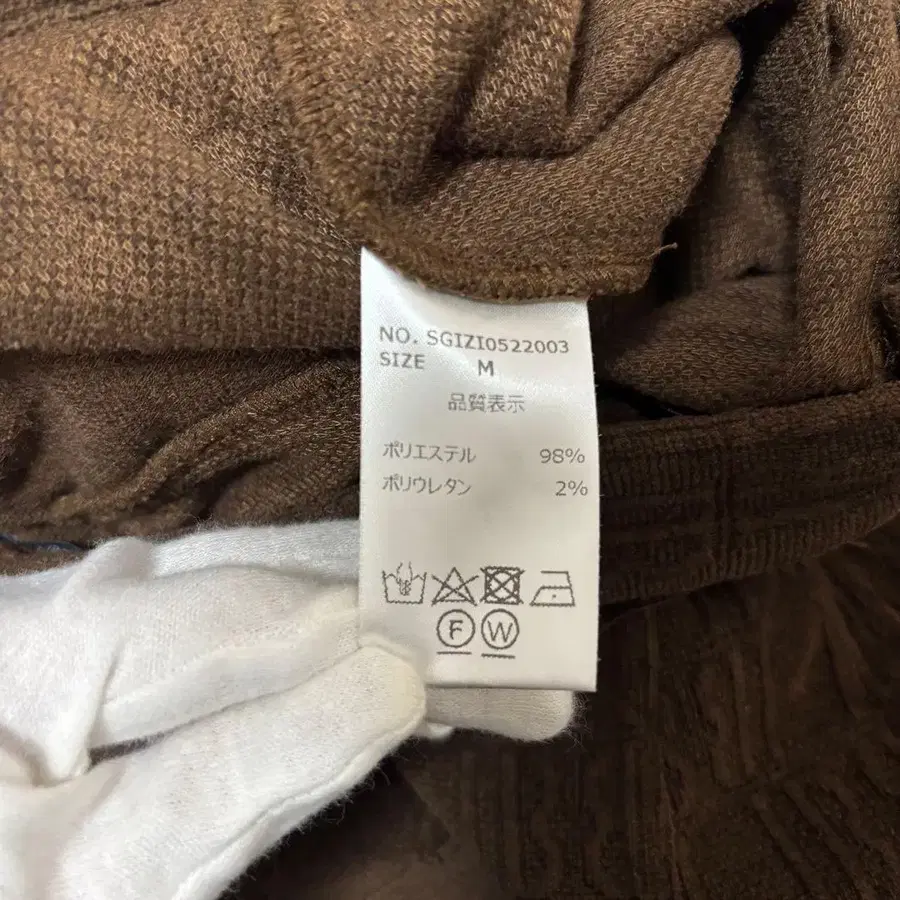 NO. SGIZI0522003
SIZE M
品質表示
ポリエステル 98%
ポリウレタン 2%
F W